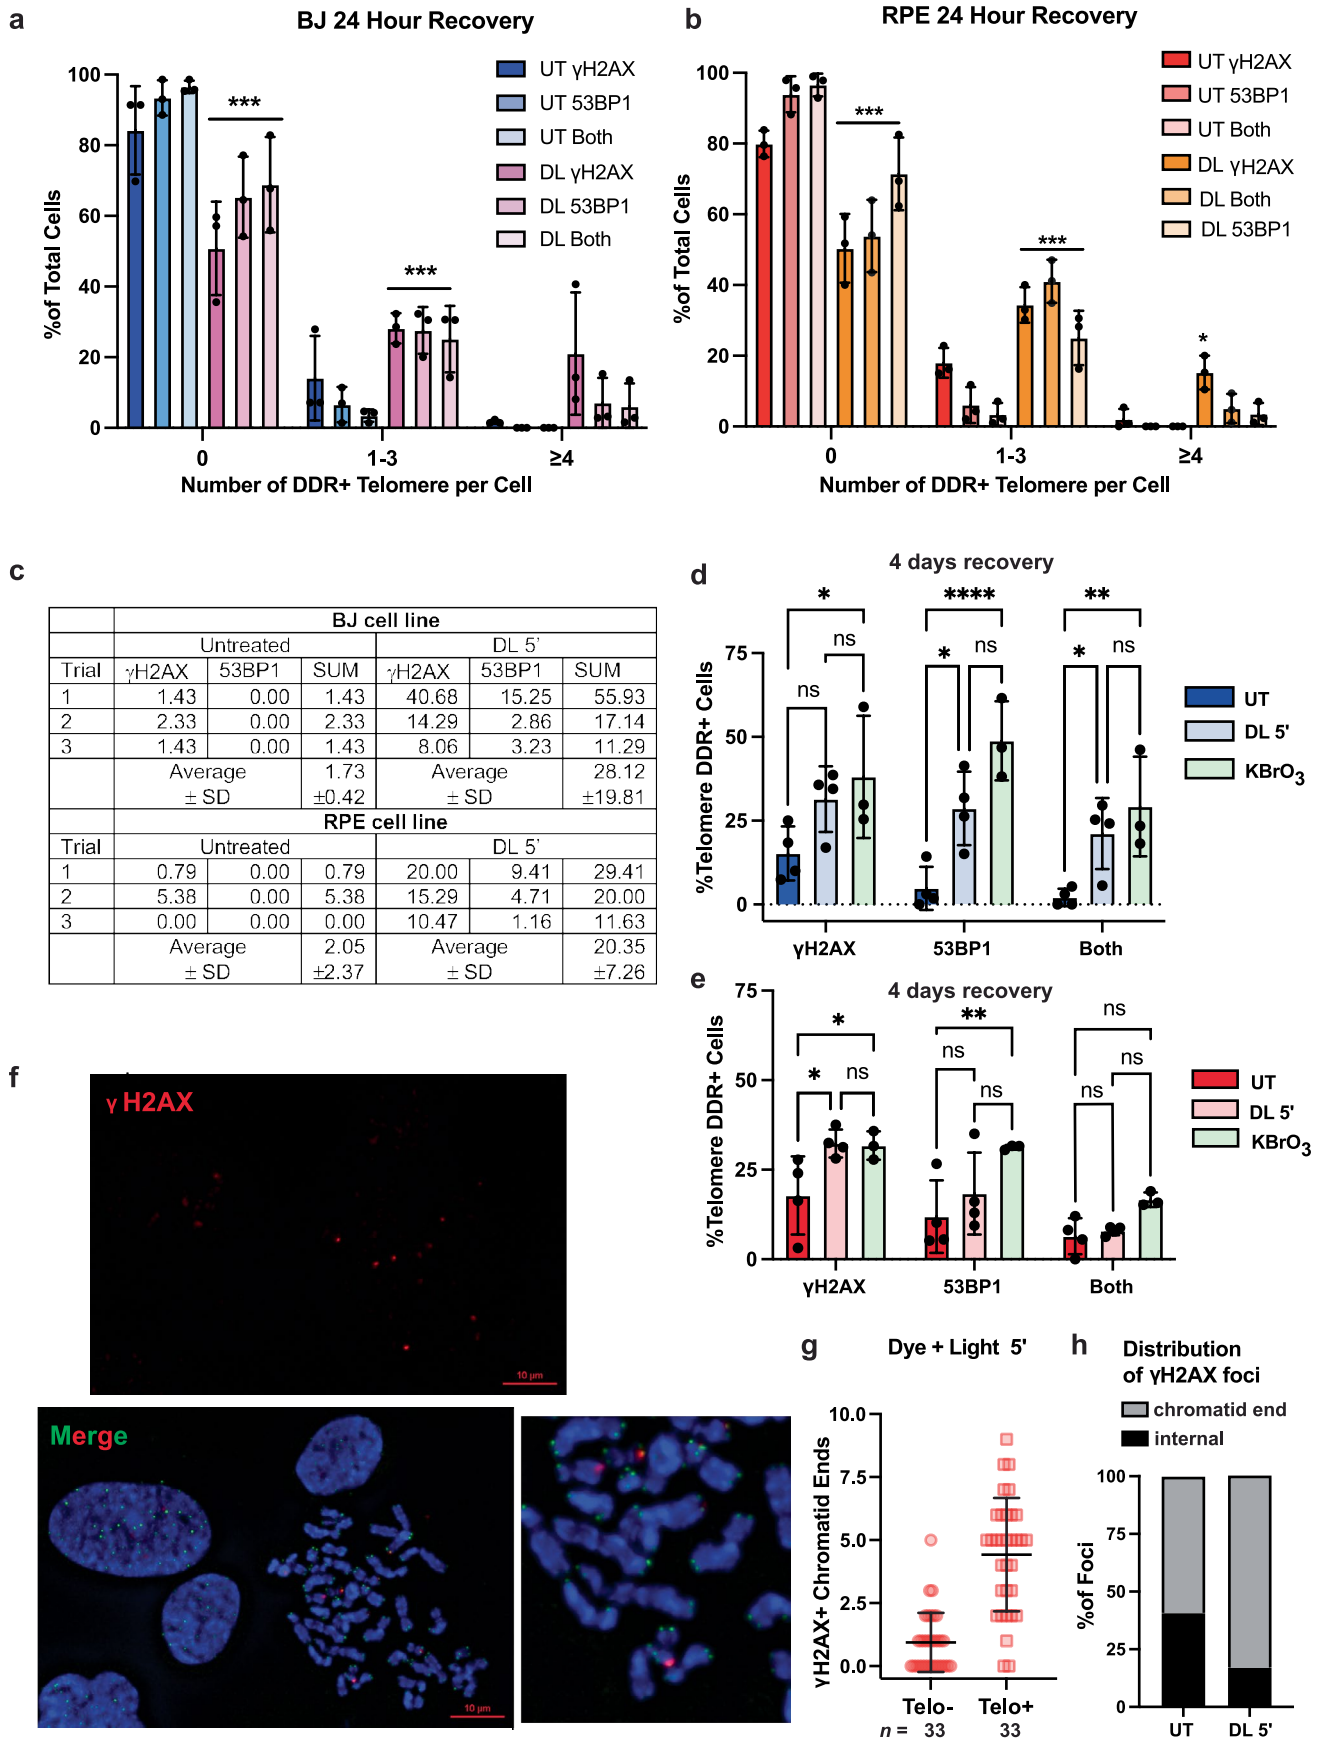 a
BJ 24 Hour Recovery
%of Total Cells
100
80
60
40
20
0
***
***
UT γH2AX
UT 53BP1
UT Both
DL γH2AX
DL 53BP1
DL Both
0 1-3 ≥4
Number of DDR+ Telomere per Cell
b
RPE 24 Hour Recovery
%of Total Cells
100
80
60
40
20
0
***
***
*
UT γH2AX
UT 53BP1
UT Both
DL γH2AX
DL Both
DL 53BP1
0 1-3 ≥4
Number of DDR+ Telomere per Cell
c
BJ cell line
Untreated DL 5'
Trial γH2AX 53BP1 SUM γH2AX 53BP1 SUM
1 1.43 0.00 1.43 40.68 15.25 55.93
2 2.33 0.00 2.33 14.29 2.86 17.14
3 1.43 0.00 1.43 8.06 3.23 11.29
Average 1.73 Average 28.12
± SD ±0.42 ± SD ±19.81
RPE cell line
Trial Untreated DL 5'
1 0.79 0.00 0.79 20.00 9.41 29.41
2 5.38 0.00 5.38 15.29 4.71 20.00
3 0.00 0.00 0.00 10.47 1.16 11.63
Average 2.05 Average 20.35
± SD ±2.37 ± SD ±7.26
d
4 days recovery
%Telomere DDR+ Cells
75
50
25
0
* **** **
ns ns ns
ns * *
UT
DL 5'
KBrO3
γH2AX 53BP1 Both
e
4 days recovery
%Telomere DDR+ Cells
75
50
25
0
* ** ns
* ns ns ns ns ns
UT
DL 5'
KBrO3
γH2AX 53BP1 Both
f
γ H2AX
10 µm
Merge
10 µm
g
Dye + Light 5'
γH2AX+ Chromatid Ends
10.0
7.5
5.0
2.5
0.0
Telo- Telo+
n = 33 33
h
Distribution
of γH2AX foci
chromatid end
internal
%of Foci
100
75
50
25
0
UT DL 5'